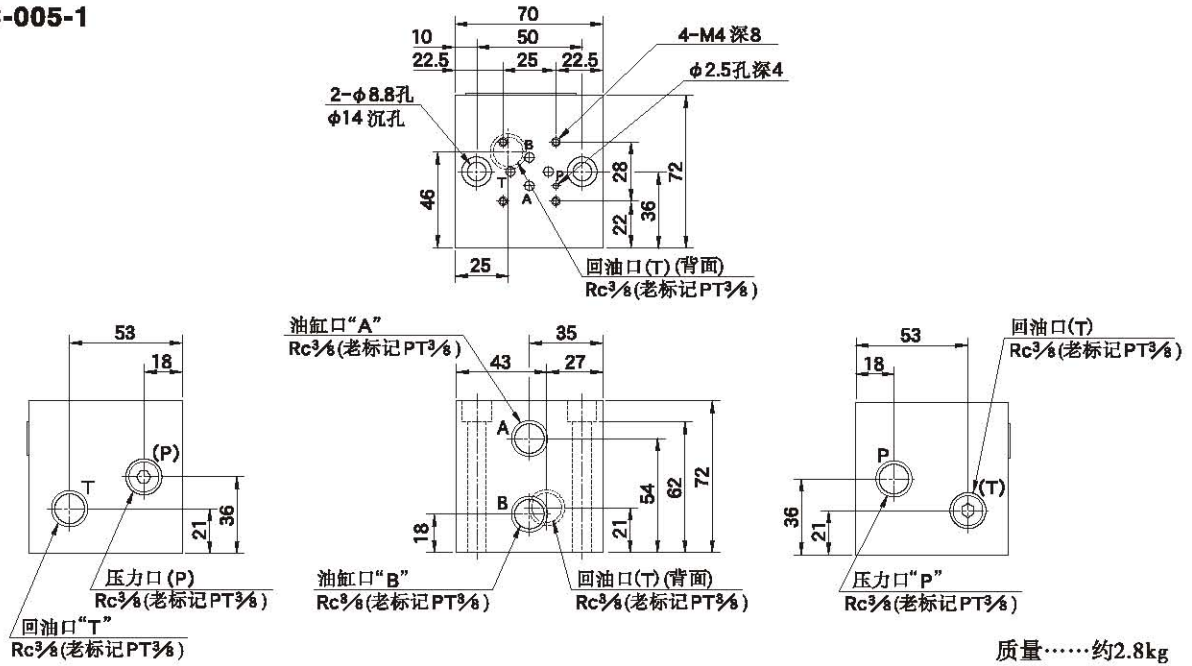 -005-1
70
10
50
4-M4 深8
22.5
25
22.5
φ2.5孔深4
2-φ8.8孔
φ14 沉孔
B
T
P
A
46
28
72
36
22
25
回油口(T)(背面)
Rc³⁄₈(老标记PT³⁄₈)
53
18
(P)
T
21
36
压力口(P)
Rc³⁄₈(老标记PT³⁄₈)
回油口“T”
Rc³⁄₈(老标记PT³⁄₈)
油缸口“A”
Rc³⁄₈(老标记PT³⁄₈)
35
43
27
A
B
18
21
54
62
72
油缸口“B”
Rc³⁄₈(老标记PT³⁄₈)
回油口(T)(背面)
Rc³⁄₈(老标记PT³⁄₈)
回油口(T)
Rc³⁄₈(老标记PT³⁄₈)
53
18
P
(T)
36
21
压力口“P”
Rc³⁄₈(老标记PT³⁄₈)
质量……约2.8kg